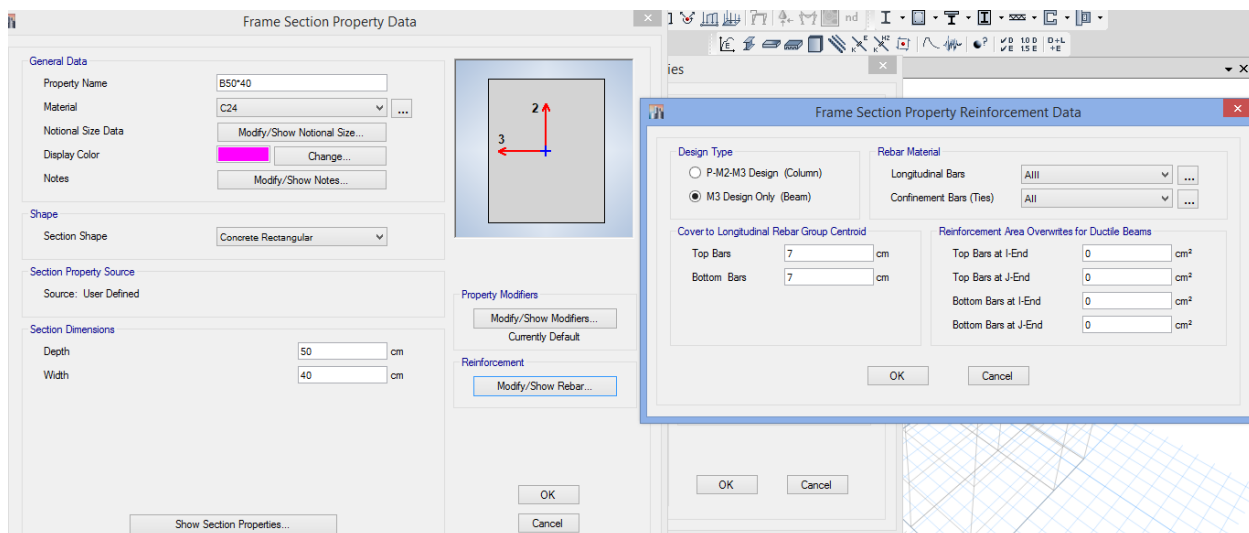 Frame Section Property Data
General Data
Property Name B50*40
Material C24 ...
Notional Size Data Modify/Show Notional Size...
Display Color Change...
Notes Modify/Show Notes...
Shape
Section Shape Concrete Rectangular
Section Property Source
Source: User Defined
Section Dimensions
Depth 50 cm
Width 40 cm
Show Section Properties...
2
3
Property Modifiers
Modify/Show Modifiers...
Currently Default
Reinforcement
Modify/Show Rebar...
OK
Cancel
nd
ies
Frame Section Property Reinforcement Data
Design Type
P-M2-M3 Design (Column)
M3 Design Only (Beam)
Rebar Material
Longitudinal Bars AIII ...
Confinement Bars (Ties) AII ...
Cover to Longitudinal Rebar Group Centroid
Top Bars 7 cm
Bottom Bars 7 cm
Reinforcement Area Overwrites for Ductile Beams
Top Bars at I-End 0 cm²
Top Bars at J-End 0 cm²
Bottom Bars at I-End 0 cm²
Bottom Bars at J-End 0 cm²
OK Cancel
OK Cancel